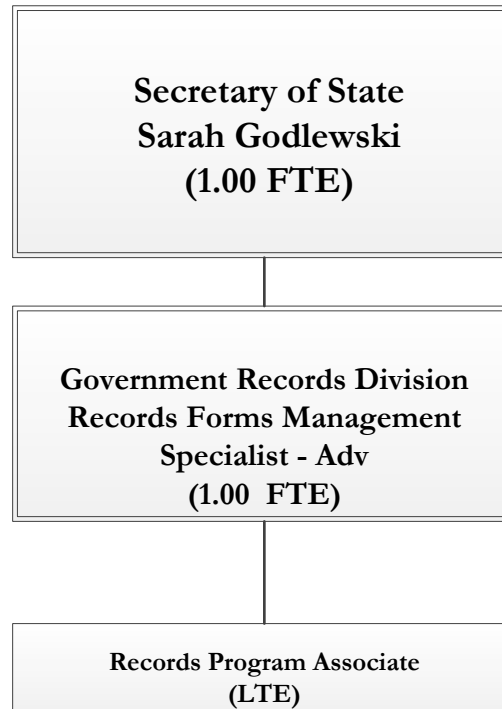 Secretary of State
Sarah Godlewski
(1.00 FTE)
Government Records Division
Records Forms Management
Specialist - Adv
(1.00 FTE)
Records Program Associate
(LTE)